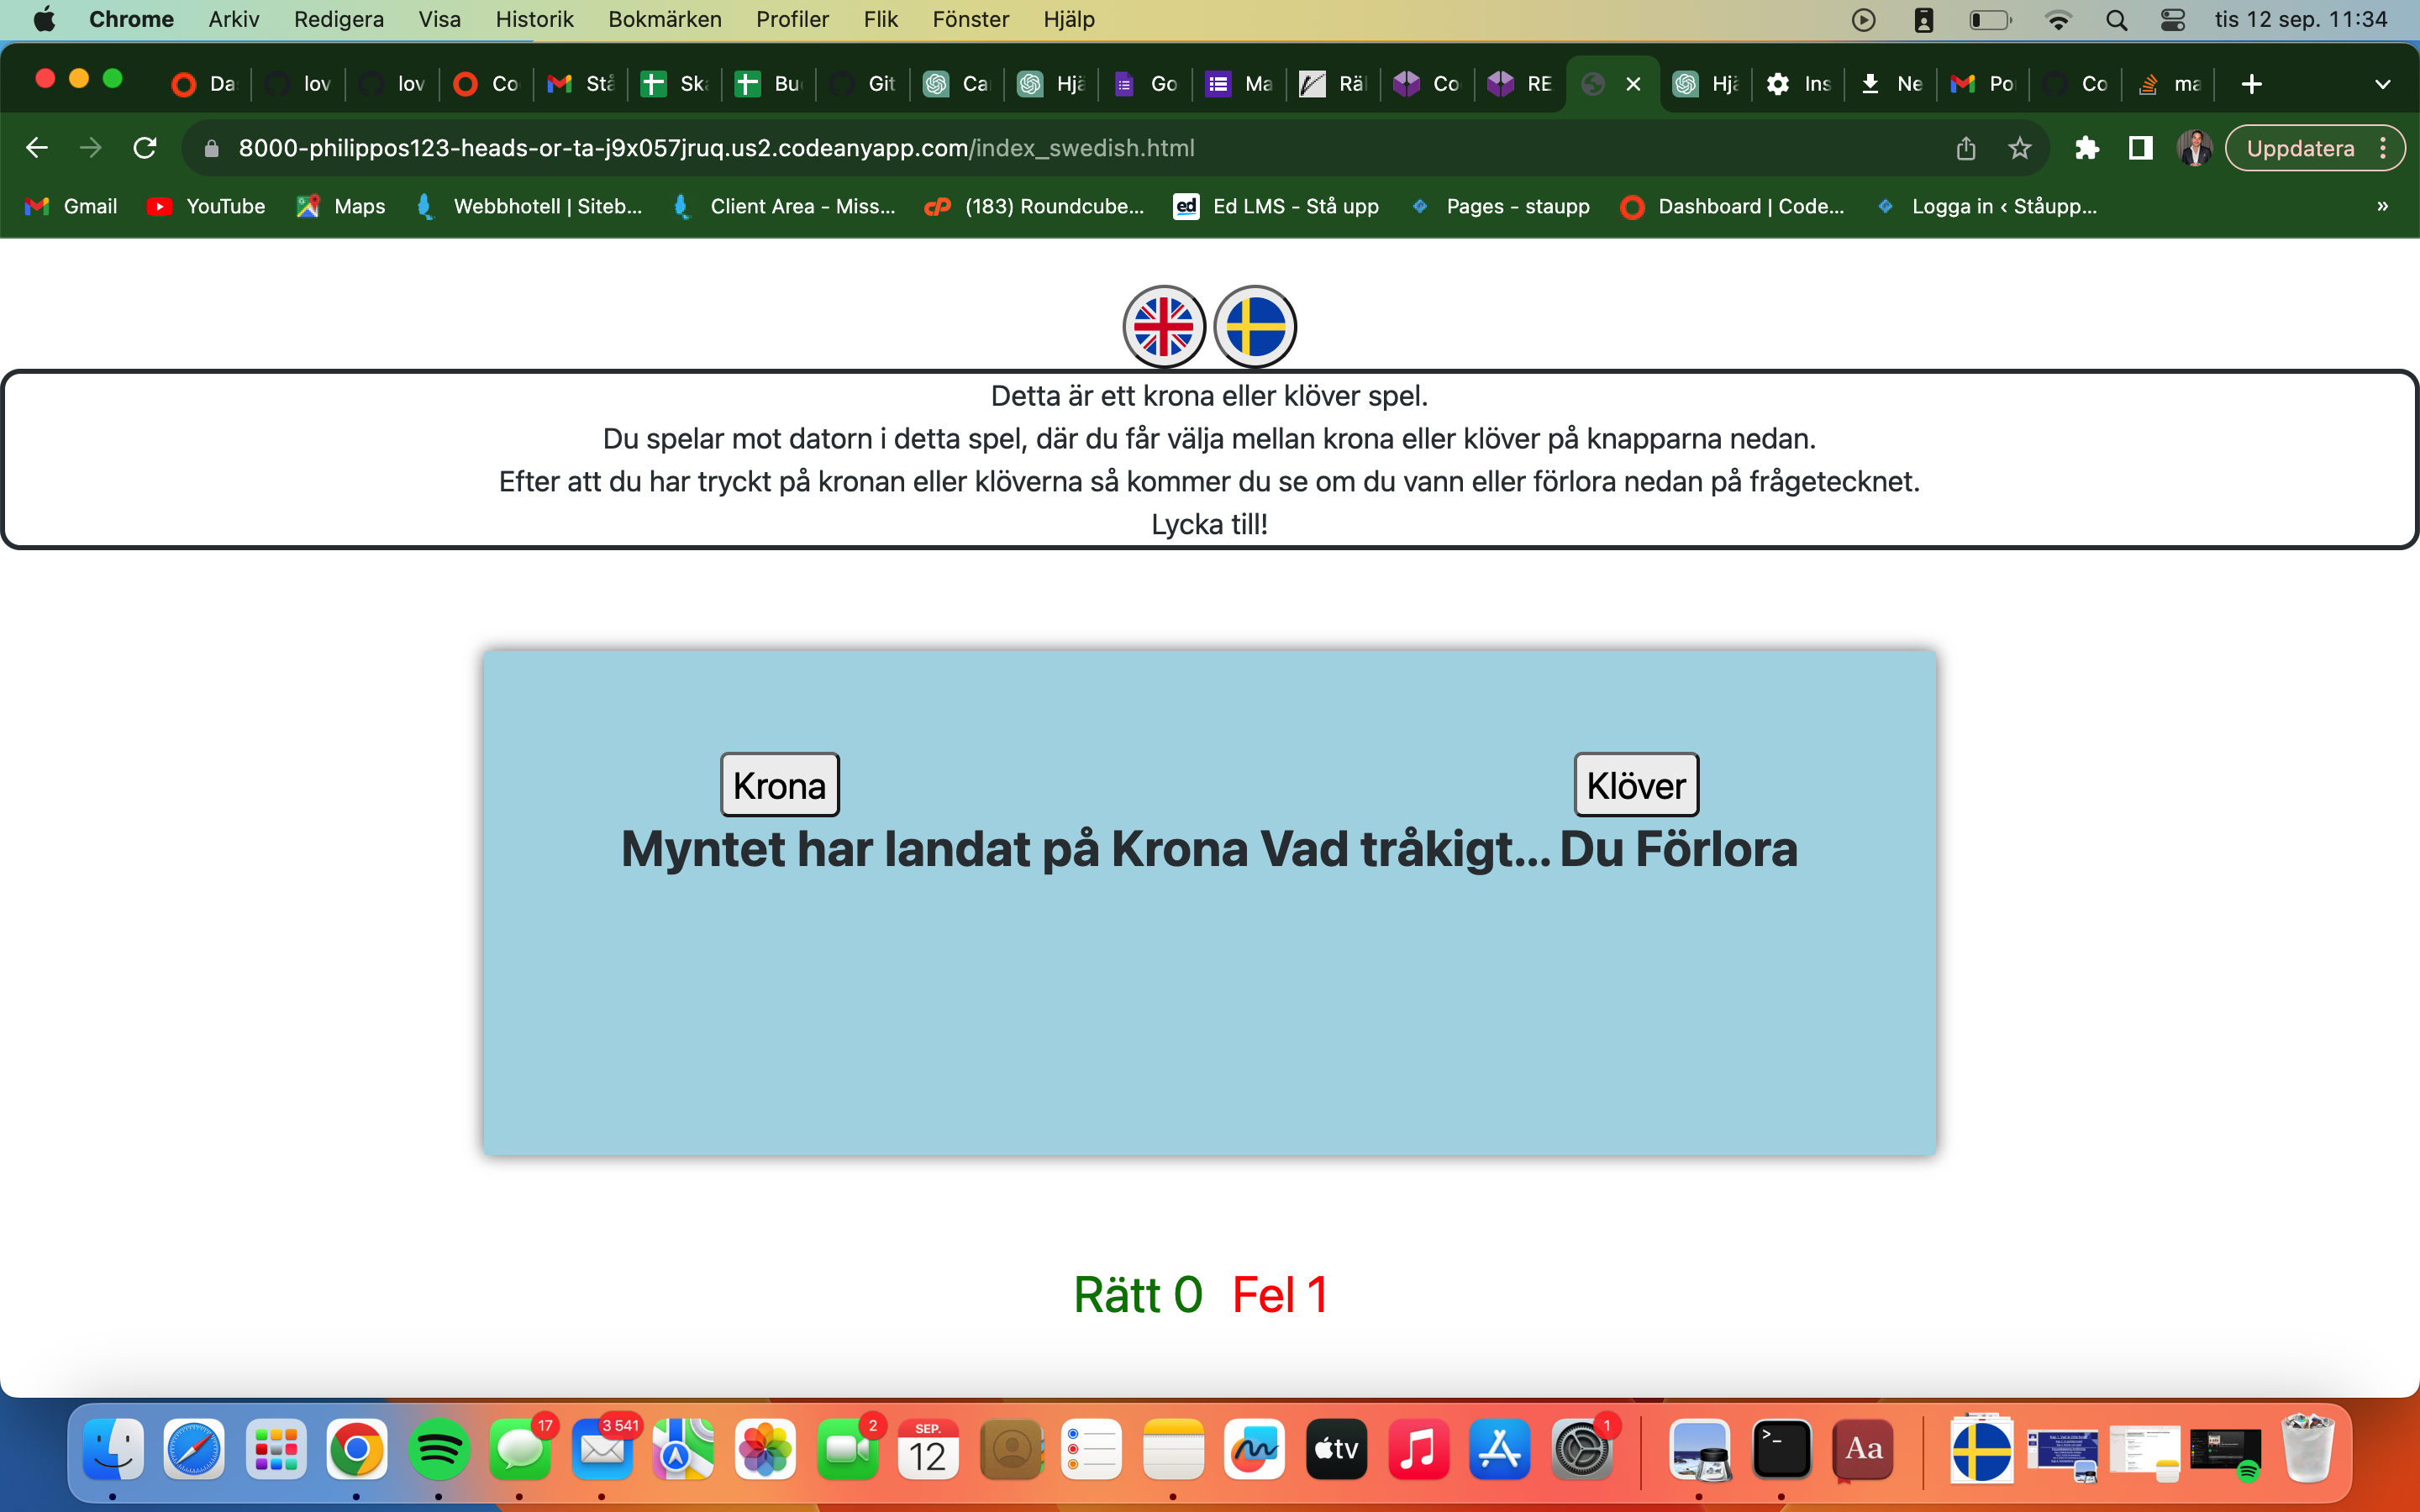 Chrome Arkiv Redigera Visa Historik Bokmärken Profiler Flik Fönster Hjälp tis 12 sep. 11:34
Da lov lov Co Stå Ska Bu Git Ca Hjä Go Ma Räl Co RE Hjä Ins Ne Po Co ma
8000-philippos123-heads-or-ta-j9x057jruq.us2.codeanyapp.com/index_swedish.html Uppdatera
Gmail YouTube Maps Webbhotell | Siteb... Client Area - Miss... (183) Roundcube... ed Ed LMS - Stå upp Pages - staupp Dashboard | Code... Logga in ‹ Ståupp... »
Detta är ett krona eller klöver spel.
Du spelar mot datorn i detta spel, där du får välja mellan krona eller klöver på knapparna nedan.
Efter att du har tryckt på kronan eller klöverna så kommer du se om du vann eller förlora nedan på frågetecknet.
Lycka till!
Krona Klöver
Myntet har landat på Krona Vad tråkigt... Du Förlora
Rätt 0 Fel 1
17 3 541 2 SEP. 12 tv 1 >_ Aa